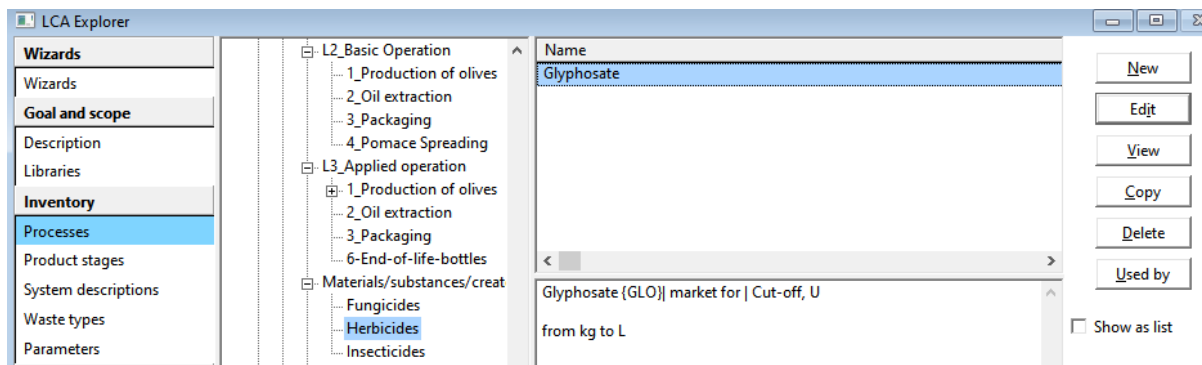 LCA Explorer
Wizards
Wizards
Goal and scope
Description
Libraries
Inventory
Processes
Product stages
System descriptions
Waste types
Parameters
L2_Basic Operation
1_Production of olives
2_Oil extraction
3_Packaging
4_Pomace Spreading
L3_Applied operation
1_Production of olives
2_Oil extraction
3_Packaging
6-End-of-life-bottles
Materials/substances/creat
Fungicides
Herbicides
Insecticides
Name
Glyphosate
Glyphosate {GLO}| market for | Cut-off, U
from kg to L
New
Edit
View
Copy
Delete
Used by
Show as list